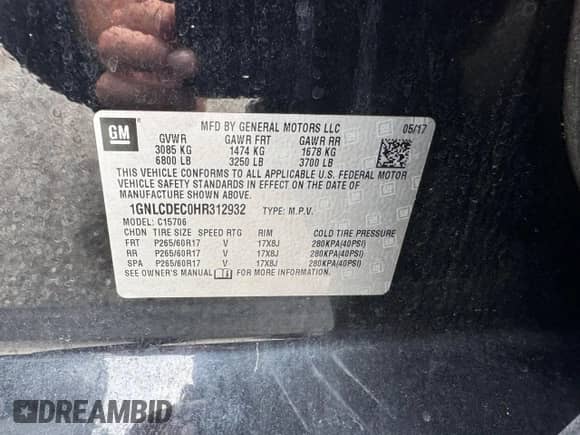 GM
MFD BY GENERAL MOTORS LLC 05/17
GVWR GAWR FRT GAWR RR
3085 KG 1474 KG 1678 KG
6800 LB 3250 LB 3700 LB
THIS VEHICLE CONFORMS TO ALL APPLICABLE U.S. FEDERAL MOTOR
VEHICLE SAFETY STANDARDS IN EFFECT ON THE DATE OF
MANUFACTURE SHOWN ABOVE.
1GNLCDEC0HR312932 TYPE: M.P.V.
MODEL: C15706
CHDN TIRE SIZE SPEED RTG RIM COLD TIRE PRESSURE
FRT P265/60R17 V 17X8J 280KPA(40PSI)
RR P265/60R17 V 17X8J 280KPA(40PSI)
SPA P265/60R17 V 17X8J 280KPA(40PSI)
SEE OWNER'S MANUAL FOR MORE INFORMATION.
DREAMBID